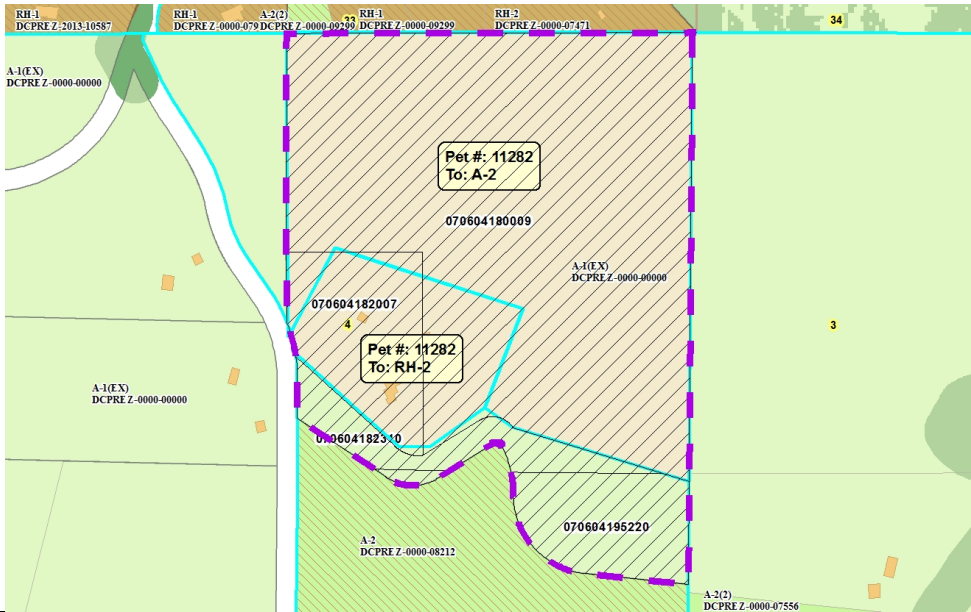 RH-1
DCPREZ-2013-10587
RH-1
DCPREZ-0000-079
A-2(2)
DCPREZ-0000-09299
33
RH-1
DCPREZ-0000-09299
RH-2
DCPREZ-0000-07471
34
A-1(EX)
DCPREZ-0000-00000
Pet #: 11282
To: A-2
070604180009
A-1(EX)
DCPREZ-0000-00000
070604182007
4
3
Pet #: 11282
To: RH-2
A-1(EX)
DCPREZ-0000-00000
070604182310
070604195220
A-2
DCPREZ-0000-08212
A-2(2)
DCPREZ-0000-07556